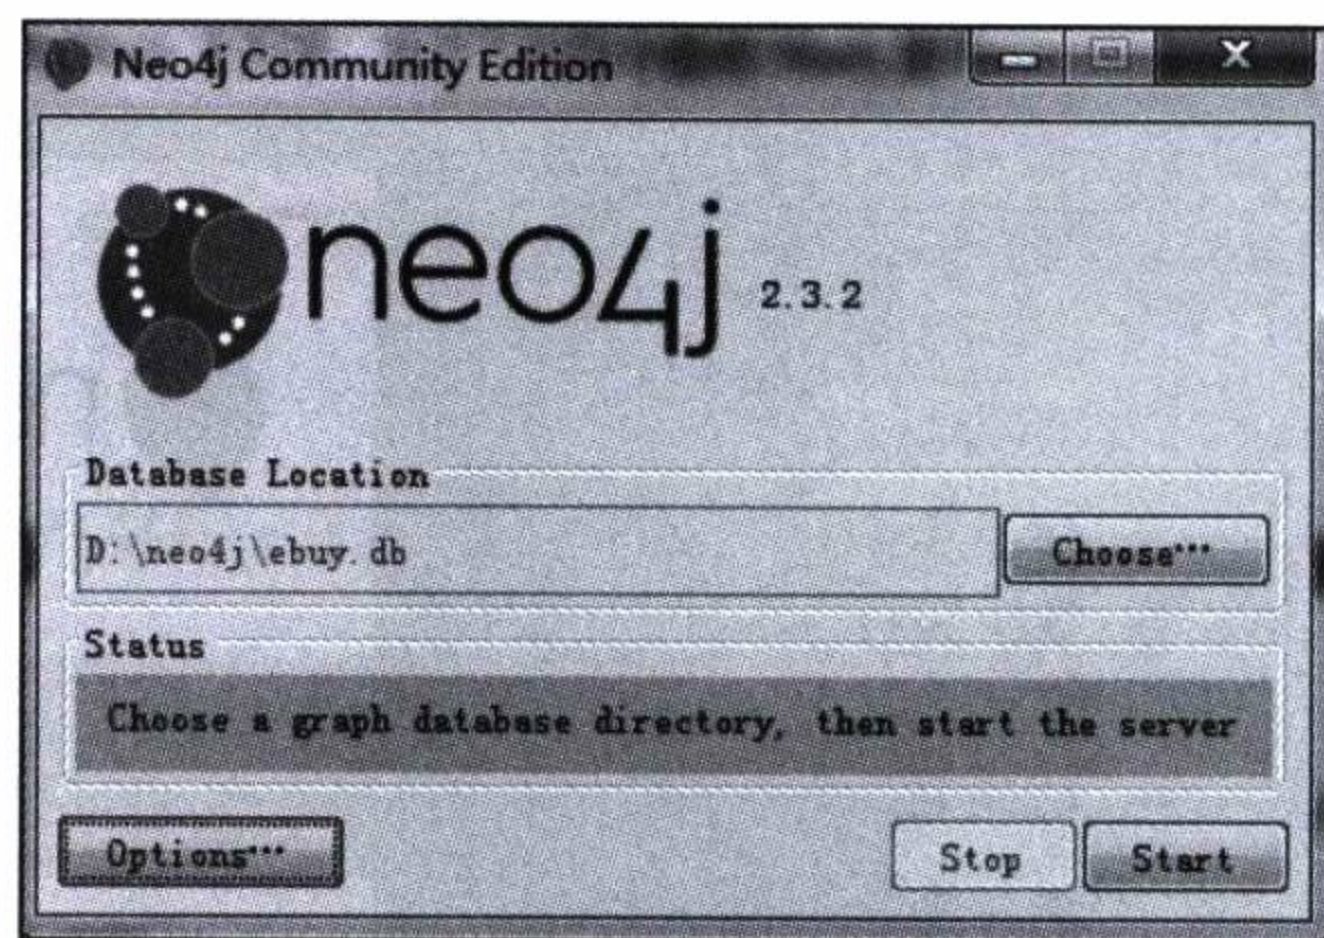 Neo4j Community Edition
neo4j 2.3.2
Database Location
D:\neo4j\ebuy.db
Choose…
Status
Choose a graph database directory, then start the server
Options…
Stop
Start